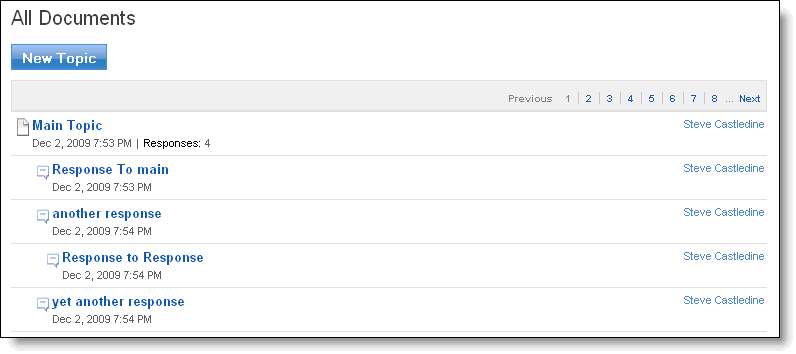 All Documents
New Topic
Previous 1 2 3 4 5 6 7 8 ... Next
Main Topic Steve Castledine
Dec 2, 2009 7:53 PM | Responses: 4
Response To main Steve Castledine
Dec 2, 2009 7:53 PM
another response Steve Castledine
Dec 2, 2009 7:54 PM
Response to Response Steve Castledine
Dec 2, 2009 7:54 PM
yet another response Steve Castledine
Dec 2, 2009 7:54 PM